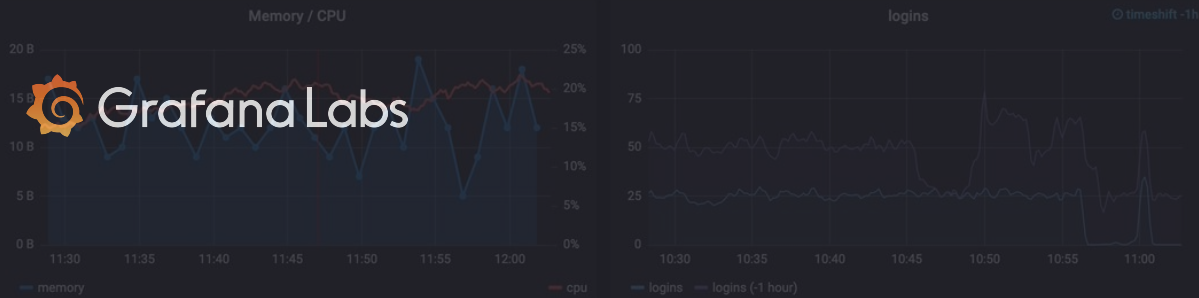 Memory / CPU
20 B
15 B
10 B
5 B
0 B
25%
20%
15%
10%
5%
0%
11:30
11:35
11:40
11:45
11:50
11:55
12:00
memory
cpu
Grafana Labs
logins
timeshift -1h
100
75
50
25
0
10:30
10:35
10:40
10:45
10:50
10:55
11:00
logins
logins (-1 hour)